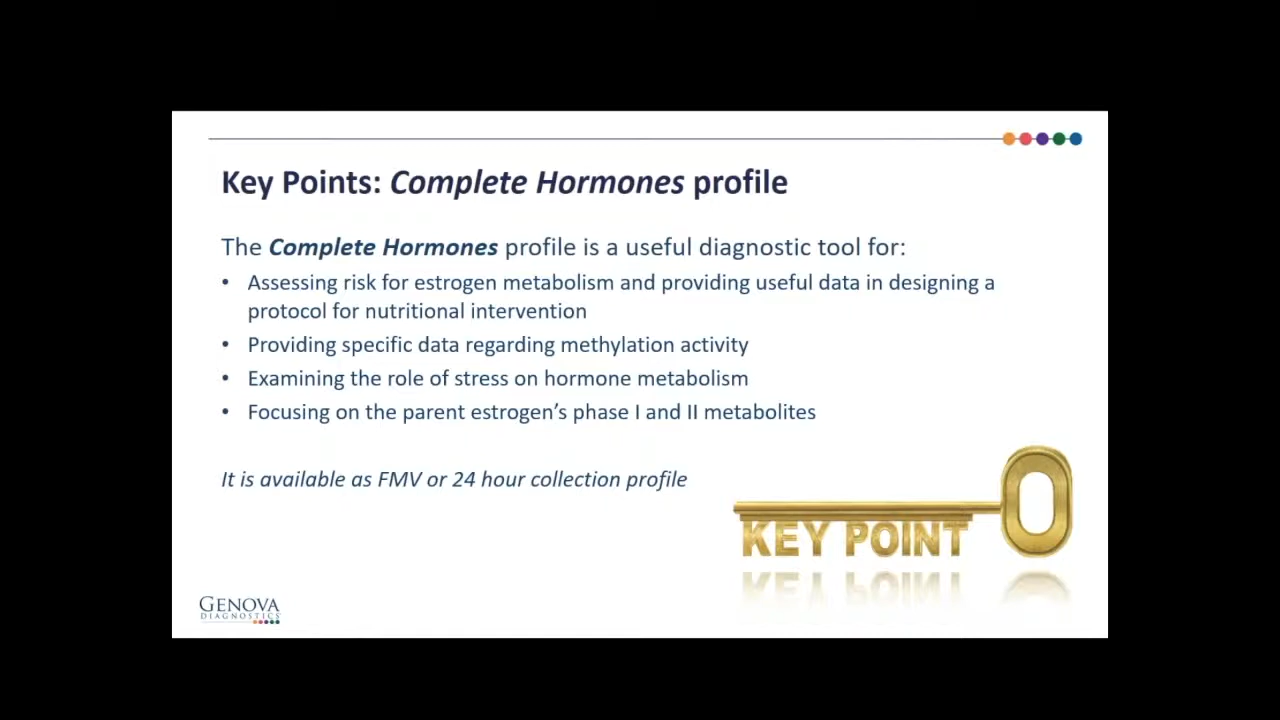 Key Points: Complete Hormones profile
The Complete Hormones profile is a useful diagnostic tool for:
• Assessing risk for estrogen metabolism and providing useful data in designing a
protocol for nutritional intervention
• Providing specific data regarding methylation activity
• Examining the role of stress on hormone metabolism
• Focusing on the parent estrogen's phase I and II metabolites
It is available as FMV or 24 hour collection profile
KEY POINT
GENOVA
DIAGNOSTICS